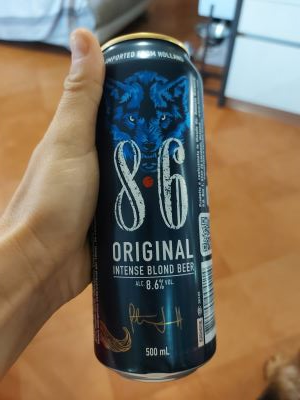 IMPORTED FROM HOLLAND
8.6
ORIGINAL
INTENSE BLOND BEER
ALC. 8.6% VOL.
500 mL